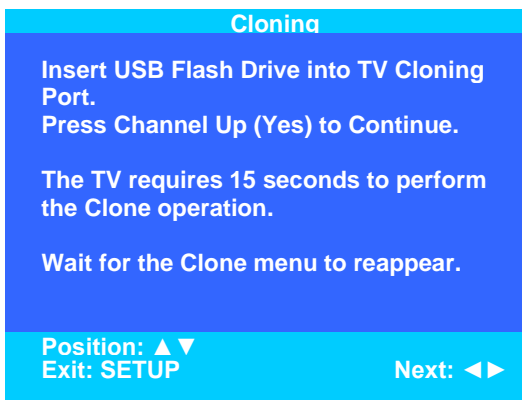 Cloning
Insert USB Flash Drive into TV Cloning
Port.
Press Channel Up (Yes) to Continue.
The TV requires 15 seconds to perform
the Clone operation.
Wait for the Clone menu to reappear.
Position: ▲▼
Exit: SETUP
Next: ◄►